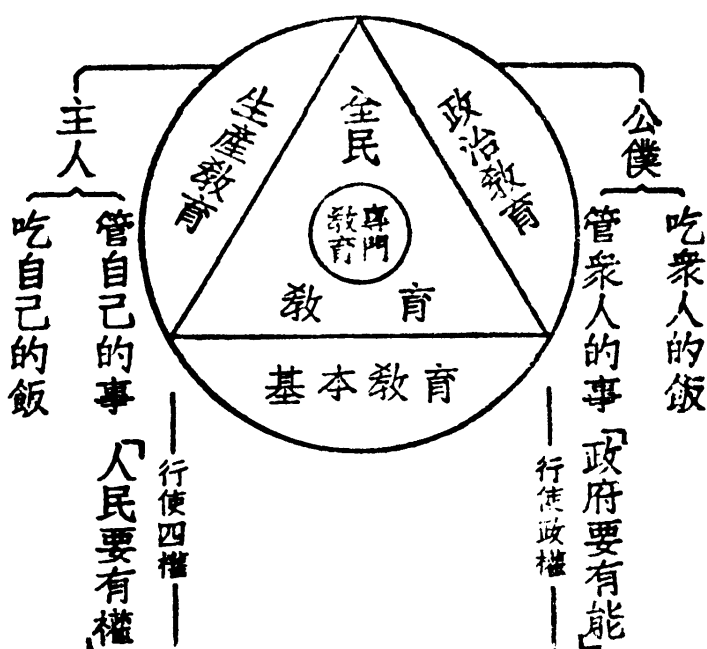 公僕
吃衆人的飯
管衆人的事
「政府要有能」
行使政權
政治教育
全民
教育
專門
教育
基本教育
生產教育
主人
管自己的事
吃自己的飯
「人民要有權」
行使四權